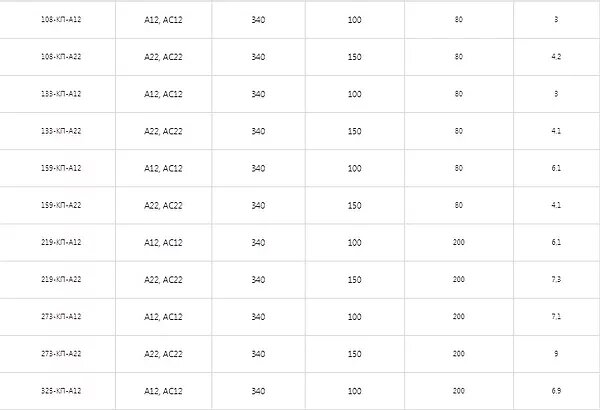 108-КП-А12 А12, АС12 340 100 80 3
108-КП-А22 А22, АС22 340 150 80 4,2
133-КП-А12 А12, АС12 340 100 80 3
133-КП-А22 А22, АС22 340 150 80 4,1
159-КП-А12 А12, АС12 340 100 80 6,1
159-КП-А22 А22, АС22 340 150 80 4,1
219-КП-А12 А12, АС12 340 100 200 6,1
219-КП-А22 А22, АС22 340 150 200 7,3
273-КП-А12 А12, АС12 340 100 200 7,1
273-КП-А22 А22, АС22 340 150 200 9
325-КП-А12 А12, АС12 340 100 200 6,9